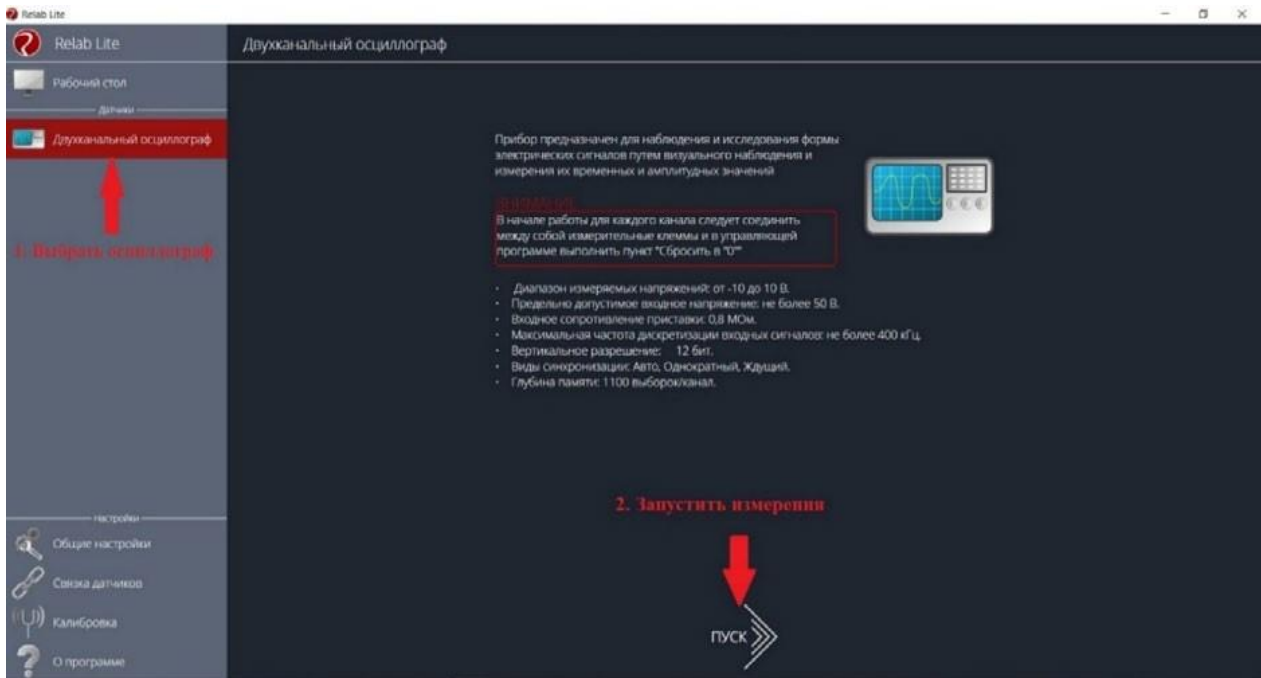 Relab Lite
Relab Lite
Двухканальный осциллограф
Рабочий стол
Датчики
Двухканальный осциллограф
1. Выбрать осциллограф
Прибор предназначен для наблюдения и исследования формы
электрических сигналов путем визуального наблюдения и
измерения их временных и амплитудных значений
ВНИМАНИЕ
В начале работы для каждого канала следует соединить
между собой измерительные клеммы и в управляющей
программе выполнить пункт "Сбросить в "0""
· Диапазон измеряемых напряжений: от -10 до 10 В.
· Предельно допустимое входное напряжение: не более 50 В.
· Входное сопротивление приставки: 0,8 МОм.
· Максимальная частота дискретизации входных сигналов: не более 400 кГц.
· Вертикальное разрешение: 12 бит.
· Виды синхронизации: Авто, Однократный, Ждущий.
· Глубина памяти: 1100 выборок/канал.
2. Запустить измерения
ПУСК
Настройки
Общие настройки
Связка датчиков
Калибровка
О программе